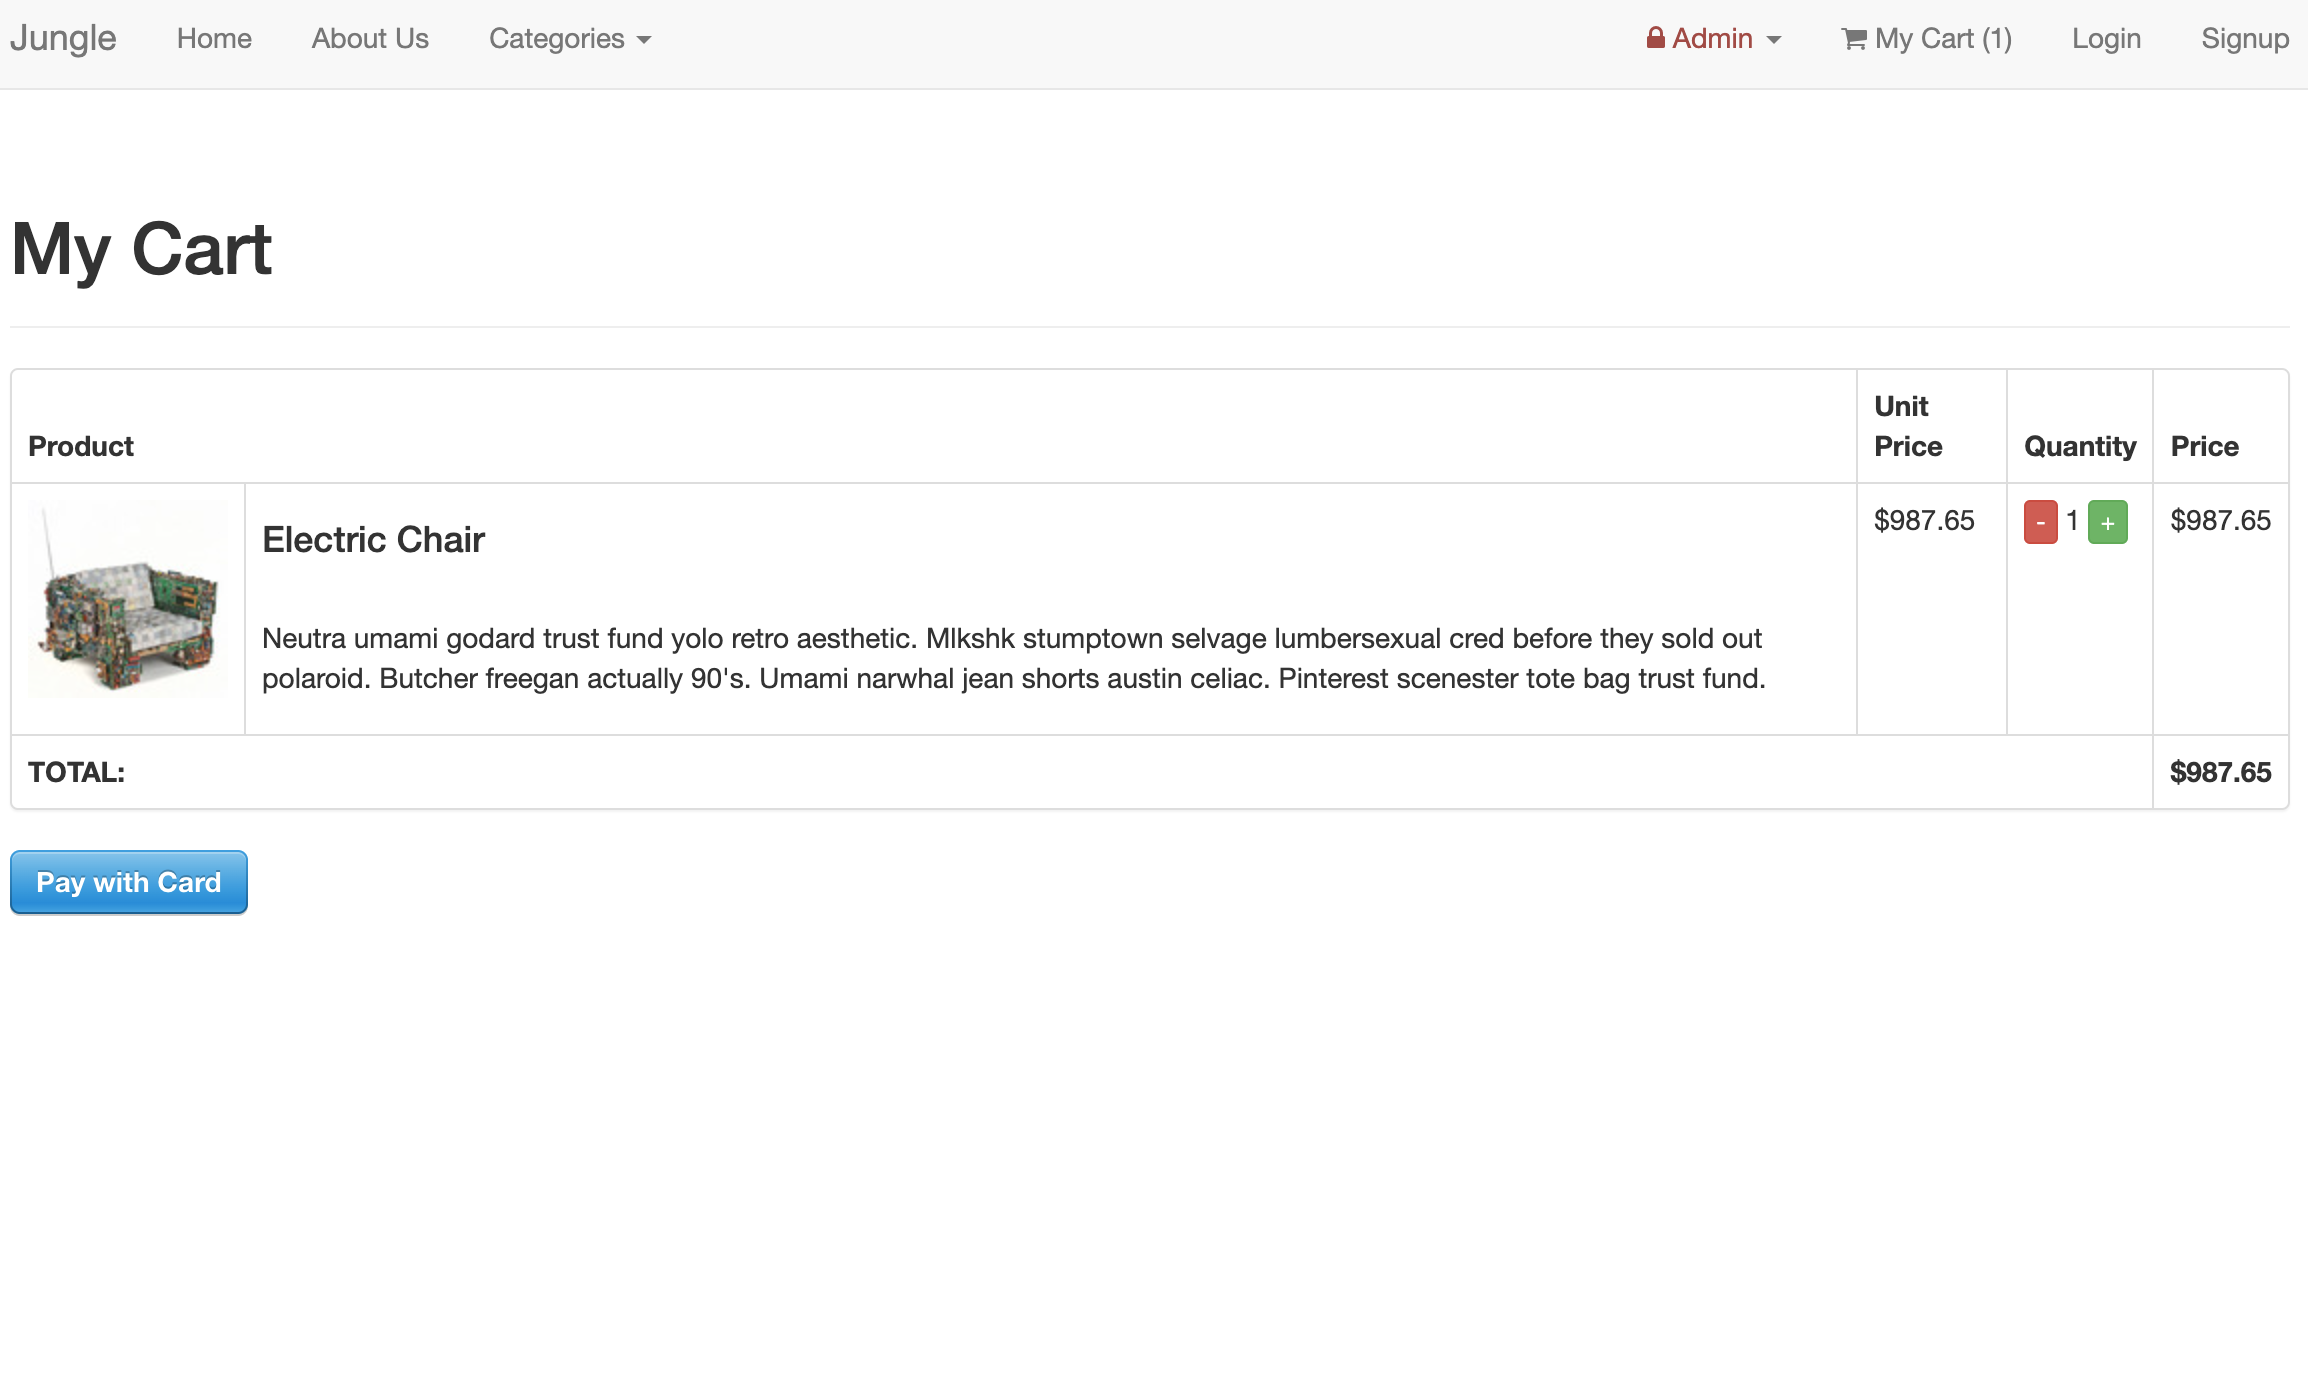 Jungle Home About Us Categories Admin My Cart (1) Login Signup
My Cart
Product Unit Price Quantity Price
Electric Chair $987.65 - 1 + $987.65
Neutra umami godard trust fund yolo retro aesthetic. Mlkshk stumptown selvage lumbersexual cred before they sold out
polaroid. Butcher freegan actually 90's. Umami narwhal jean shorts austin celiac. Pinterest scenester tote bag trust fund.
TOTAL: $987.65
Pay with Card